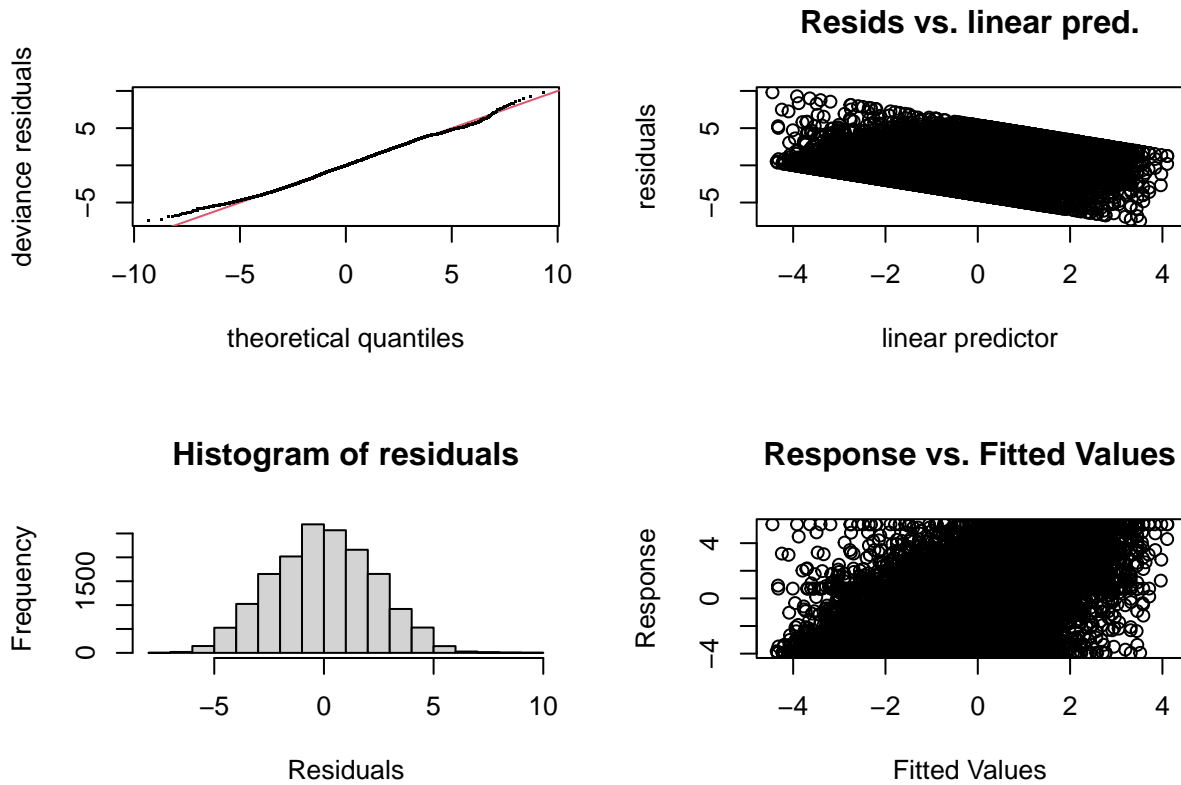 deviance residuals
5
−5
−10
−5
0
5
10
theoretical quantiles
Resids vs. linear pred.
residuals
5
−5
−4
−2
0
2
4
linear predictor
Histogram of residuals
Frequency
1500
0
−5
0
5
10
Residuals
Response vs. Fitted Values
Response
4
0
−4
−4
−2
0
2
4
Fitted Values